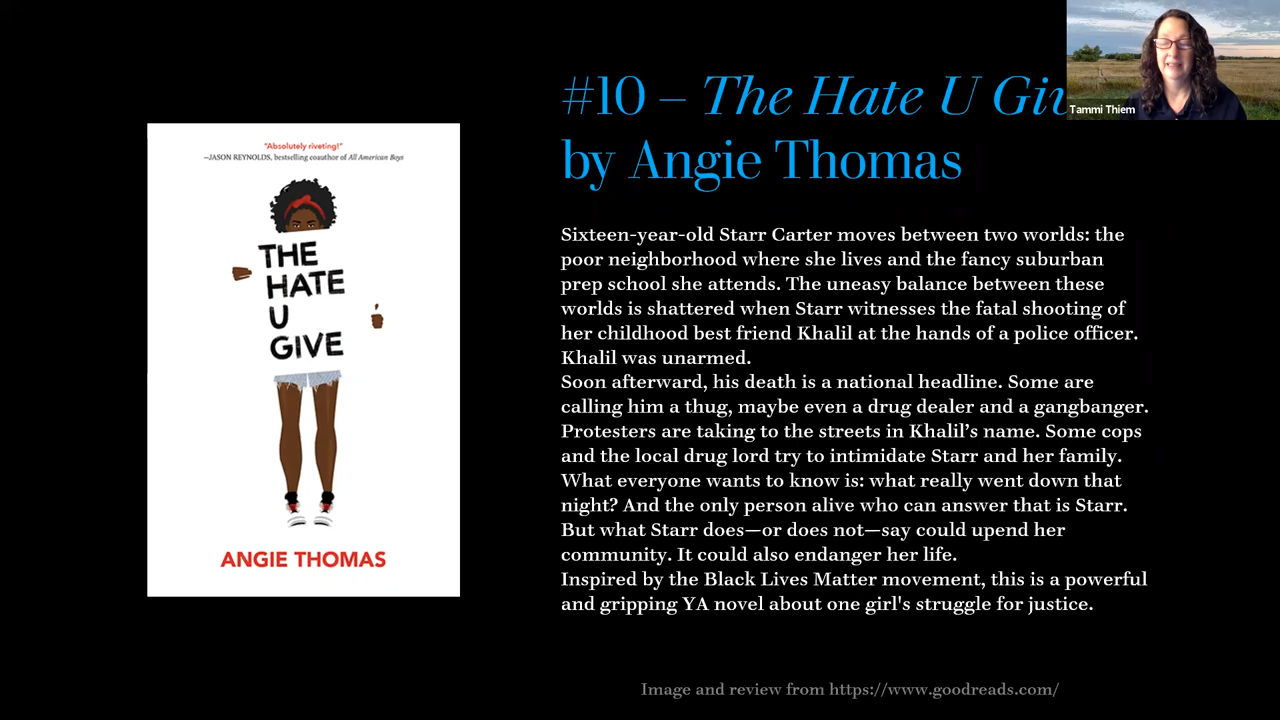 #10 – The Hate U Giv
by Angie Thomas
Tammi Thiem
"Absolutely riveting!"
—JASON REYNOLDS, bestselling coauthor of All American Boys
THE
HATE
U
GIVE
ANGIE THOMAS
Sixteen-year-old Starr Carter moves between two worlds: the
poor neighborhood where she lives and the fancy suburban
prep school she attends. The uneasy balance between these
worlds is shattered when Starr witnesses the fatal shooting of
her childhood best friend Khalil at the hands of a police officer.
Khalil was unarmed.
Soon afterward, his death is a national headline. Some are
calling him a thug, maybe even a drug dealer and a gangbanger.
Protesters are taking to the streets in Khalil’s name. Some cops
and the local drug lord try to intimidate Starr and her family.
What everyone wants to know is: what really went down that
night? And the only person alive who can answer that is Starr.
But what Starr does—or does not—say could upend her
community. It could also endanger her life.
Inspired by the Black Lives Matter movement, this is a powerful
and gripping YA novel about one girl's struggle for justice.
Image and review from https://www.goodreads.com/